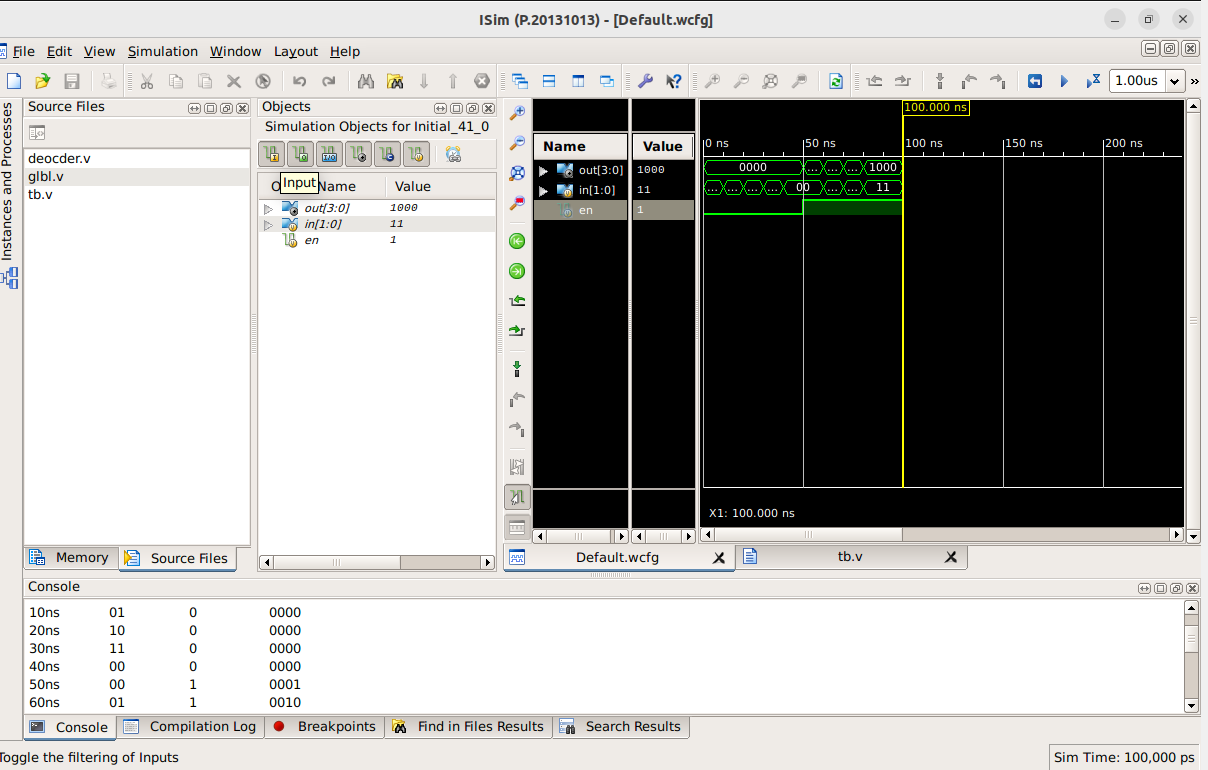 ISim (P.20131013) - [Default.wcfg]
File Edit View Simulation Window Layout Help
1.00us
»
Instances and Processes
Source Files
deocder.v
glbl.v
tb.v
Memory
Source Files
Objects
Simulation Objects for Initial_41_0
Input
Name Value
out[3:0] 1000
in[1:0] 11
en 1
Name Value
out[3:0] 1000
in[1:0] 11
en 1
100.000 ns
0 ns 50 ns 100 ns 150 ns 200 ns
0000 ... ... ... 1000
... ... ... ... 00 ... ... 11
X1: 100.000 ns
Default.wcfg
tb.v
Console
10ns 01 0 0000
20ns 10 0 0000
30ns 11 0 0000
40ns 00 0 0000
50ns 00 1 0001
60ns 01 1 0010
Console
Compilation Log
Breakpoints
Find in Files Results
Search Results
Toggle the filtering of Inputs
Sim Time: 100,000 ps